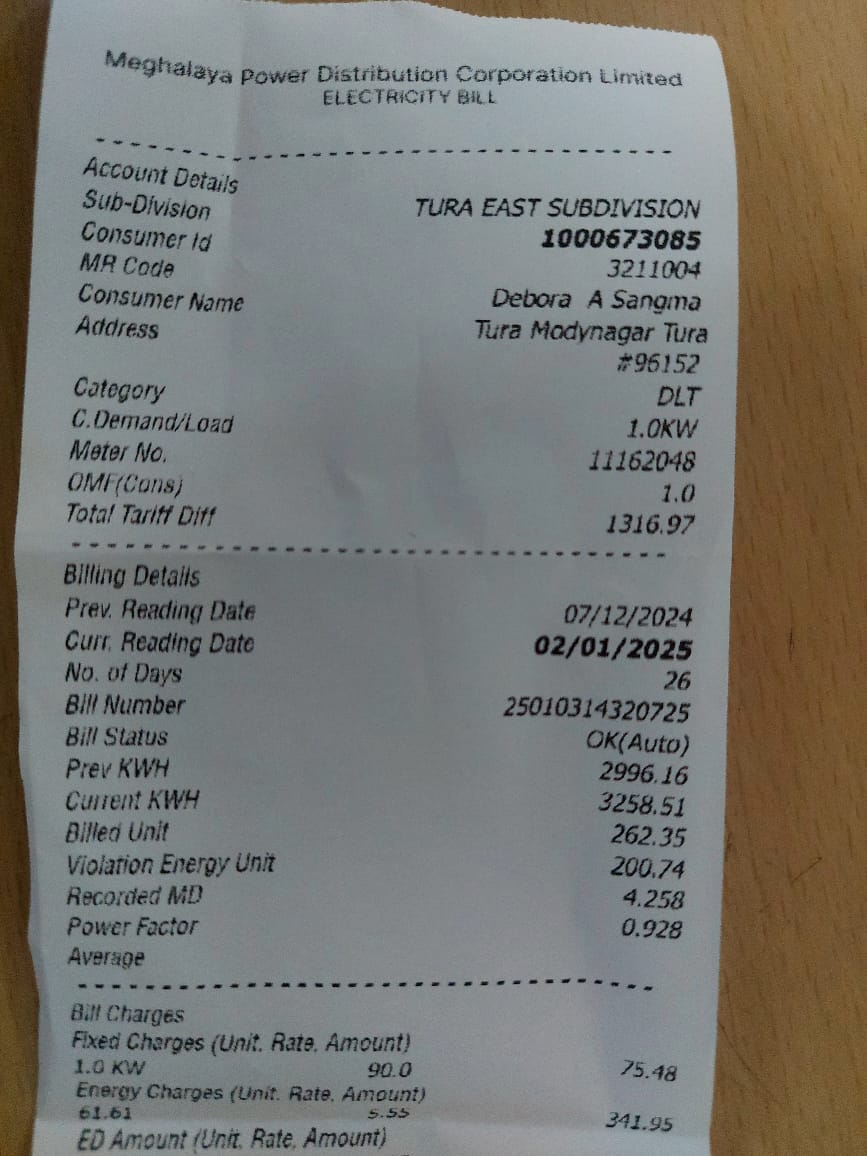 Meghalaya Power Distribution Corporation Limited
ELECTRICITY BILL
Account Details
Sub-Division TURA EAST SUBDIVISION
Consumer Id 1000673085
MR Code 3211004
Consumer Name Debora A Sangma
Address Tura Modynagar Tura
#96152
Category DLT
C.Demand/Load 1.0KW
Meter No. 11162048
OMF(Cons) 1.0
Total Tariff Diff 1316.97
Billing Details
Prev. Reading Date 07/12/2024
Curr. Reading Date 02/01/2025
No. of Days 26
Bill Number 25010314320725
Bill Status OK(Auto)
Prev KWH 2996.16
Current KWH 3258.51
Billed Unit 262.35
Violation Energy Unit 200.74
Recorded MD 4.258
Power Factor 0.928
Average
Bill Charges
Fixed Charges (Unit. Rate. Amount)
1.0 KW 90.0 75.48
Energy Charges (Unit. Rate. Amount)
61.61 5.55 341.95
ED Amount (Unit. Rate. Amount)